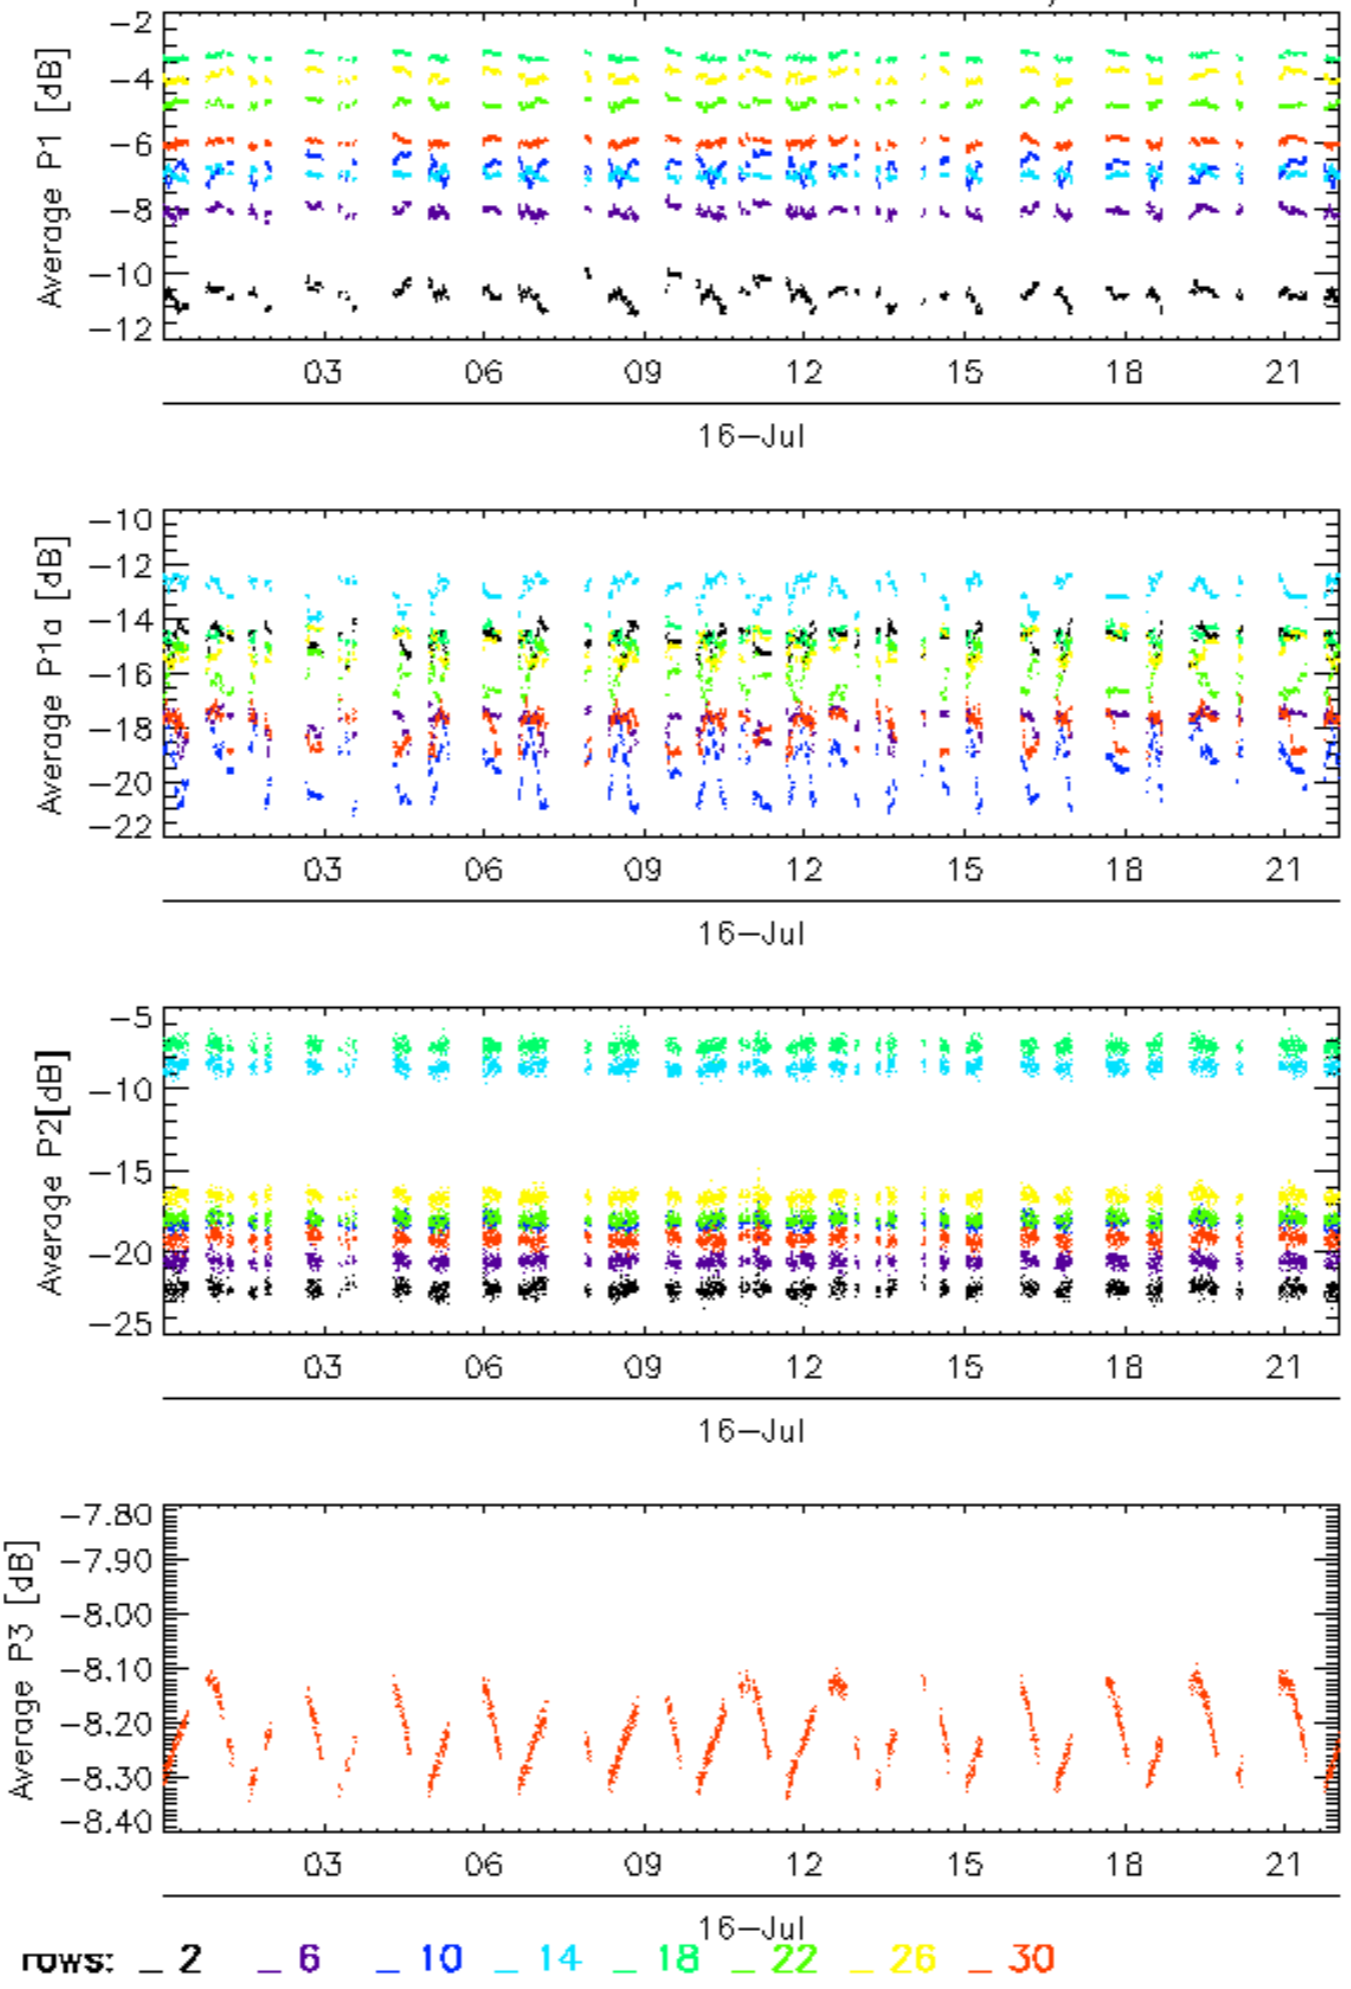 Average P1 [dB]
−2
−4
−6
−8
−10
−12
03 06 09 12 15 18 21
16−Jul
Average P1a [dB]
−10
−12
−14
−16
−18
−20
−22
03 06 09 12 15 18 21
16−Jul
Average P2[dB]
−5
−10
−15
−20
−25
03 06 09 12 15 18 21
16−Jul
Average P3 [dB]
−7.80
−7.90
−8.00
−8.10
−8.20
−8.30
−8.40
03 06 09 12 15 18 21
16−Jul
rows: _ 2 _ 6 _ 10 _ 14 _ 18 _ 22 _ 26 _ 30